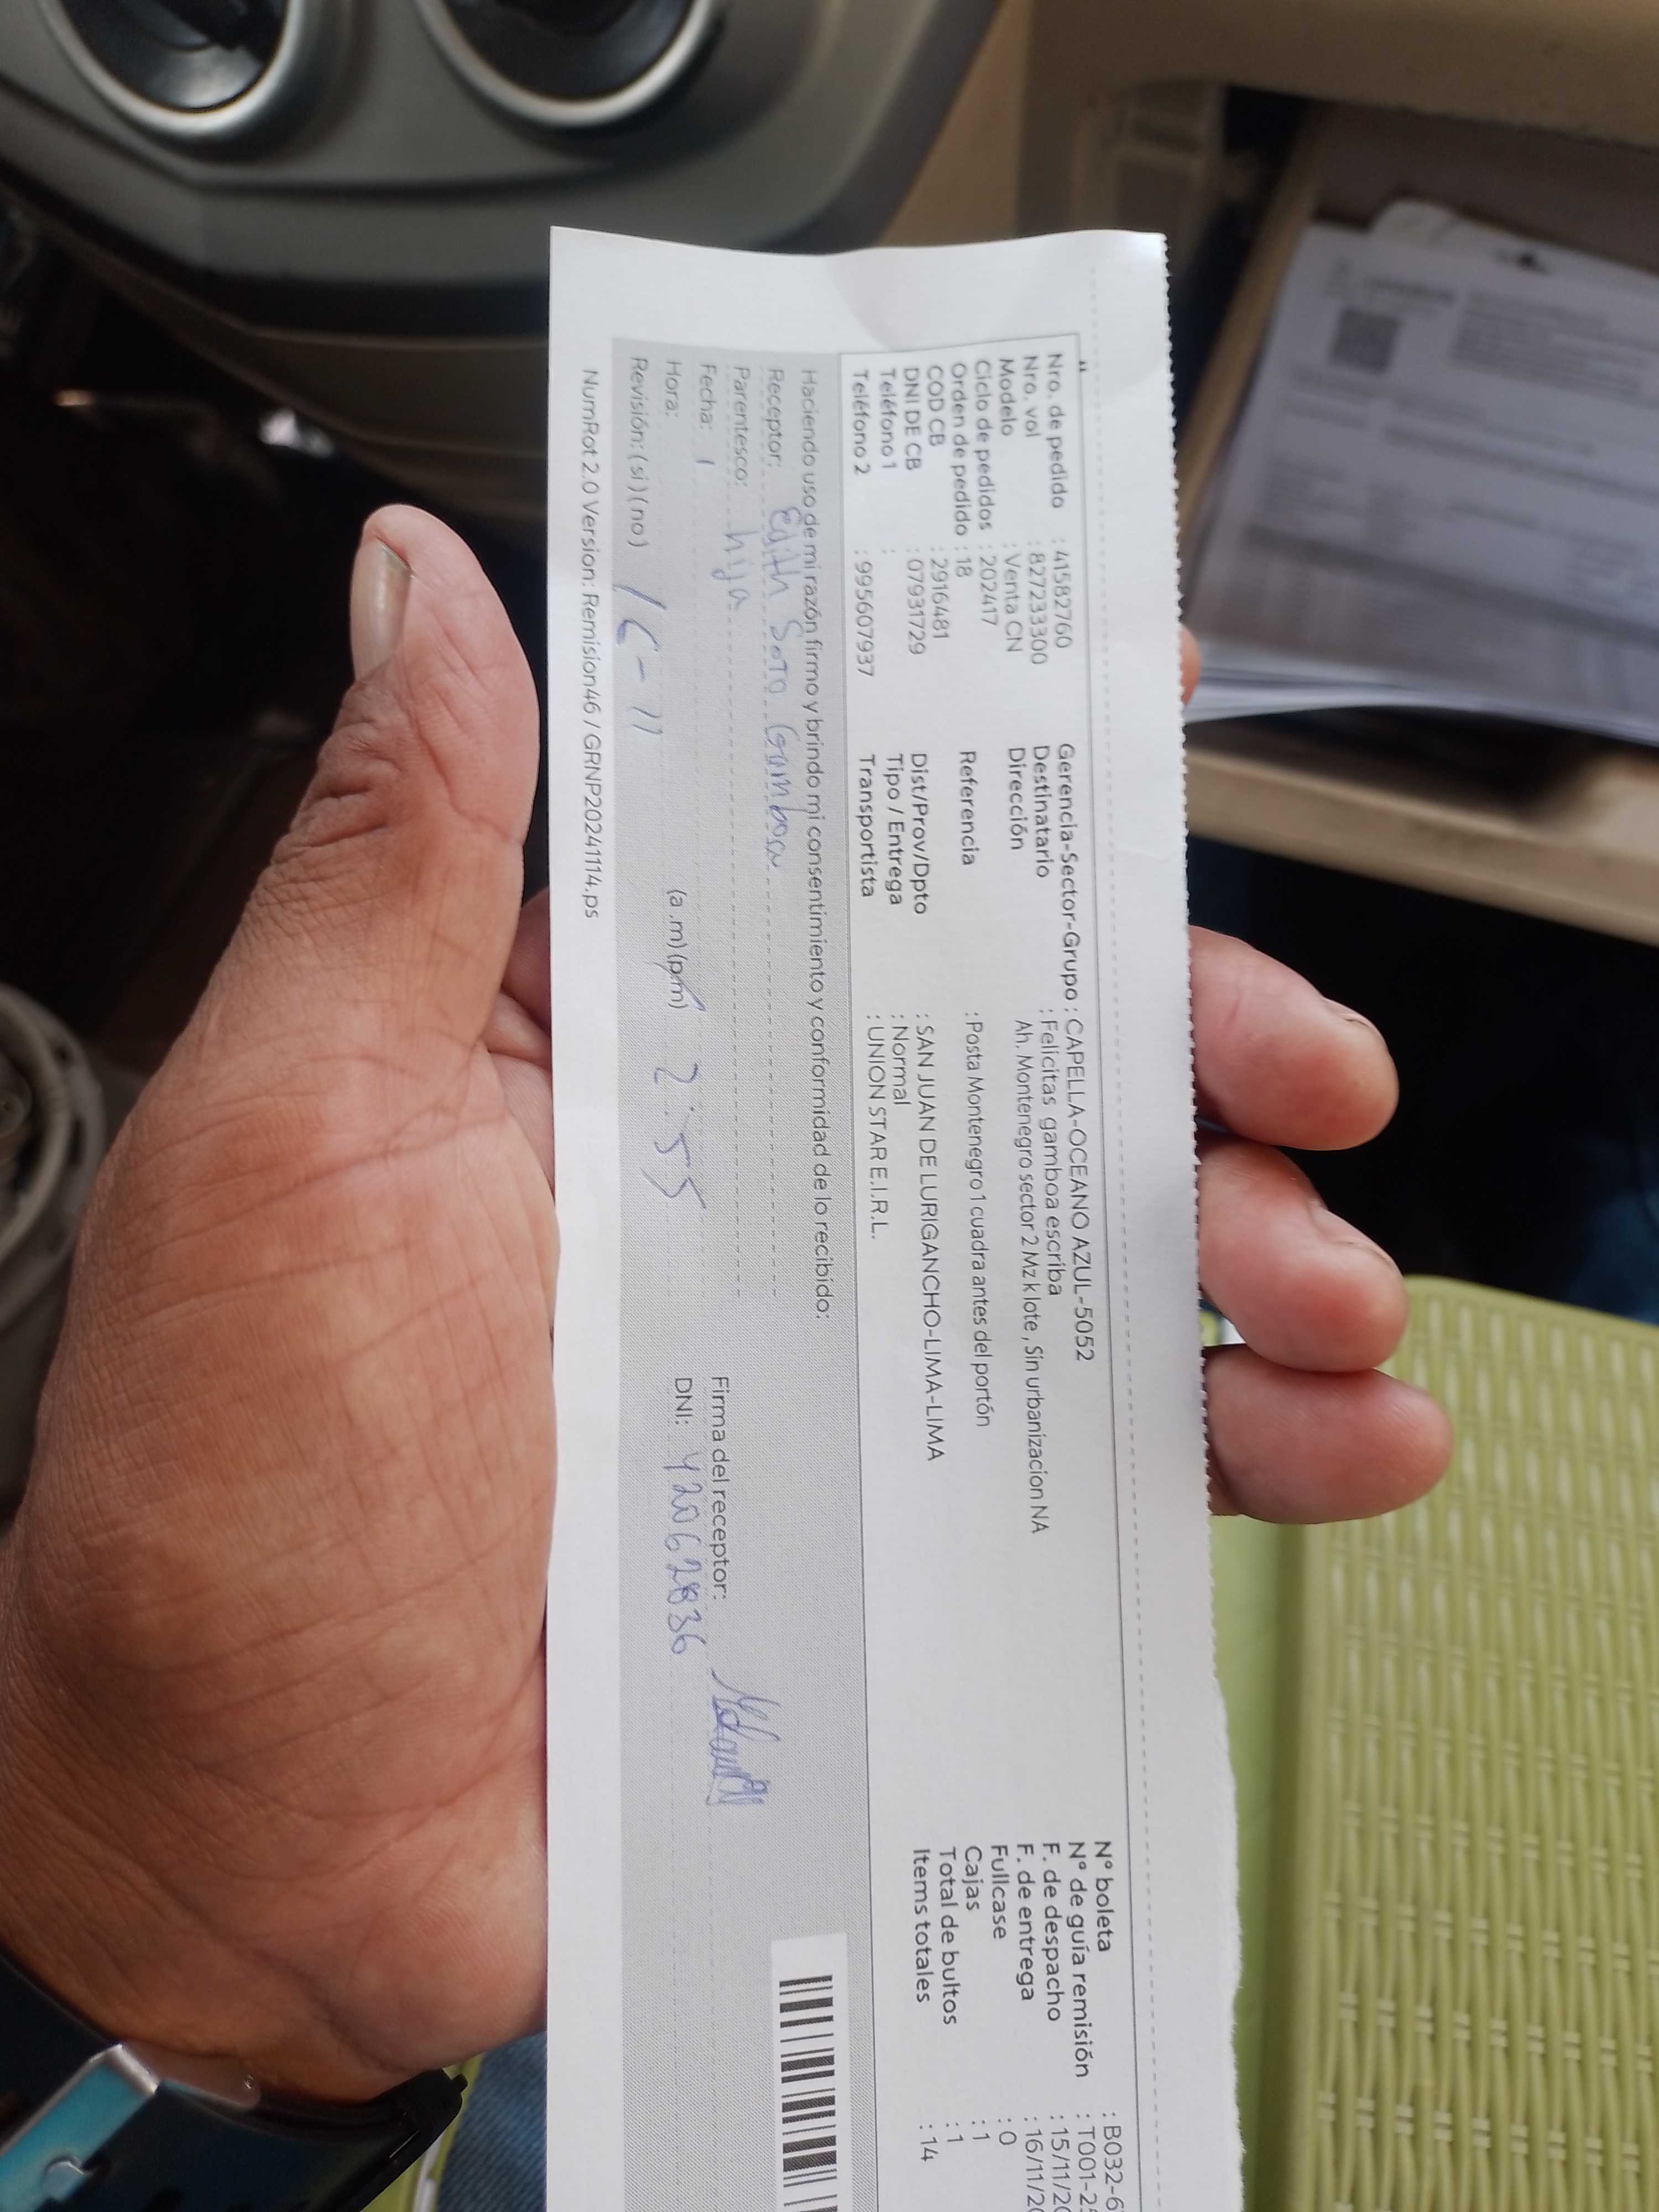 Nro. de pedido : 41582760
Nro. vol : 827233300
Modelo : Venta CN
Ciclo de pedidos : 202417
Orden de pedido : 18
COD CB : 2916481
DNI DE CB : 07931729
Teléfono 1 :
Teléfono 2 : 995607937
Gerencia-Sector-Grupo : CAPELLA-OCEANO AZUL-5052
Destinatario : Felicitas gamboa escriba
Dirección Ah. Montenegro sector 2 Mz k lote , Sin urbanizacion NA
Referencia : Posta Montenegro 1 cuadra antes del portón
Dist/Prov/Dpto : SAN JUAN DE LURIGANCHO-LIMA-LIMA
Tipo / Entrega : Normal
Transportista : UNION STAR E.I.R.L.
N° boleta : B032-6
N° de guía remisión : T001-25
F. de despacho : 15/11/20
F. de entrega : 16/11/20
Fullcase : 0
Cajas : 1
Total de bultos : 1
Items totales : 14
Haciendo uso de mi razón firmo y brindo mi consentimiento y conformidad de lo recibido:
Receptor: Edith Soto Gamboa
Parentesco: hija
Fecha: /
Hora: (a.m) (p.m) 2:55
Revisión: (si) (no) 16-11
Firma del receptor:
DNI: 42062836
NumRot 2.0 Version: Remision46 / GRNP20241114.ps